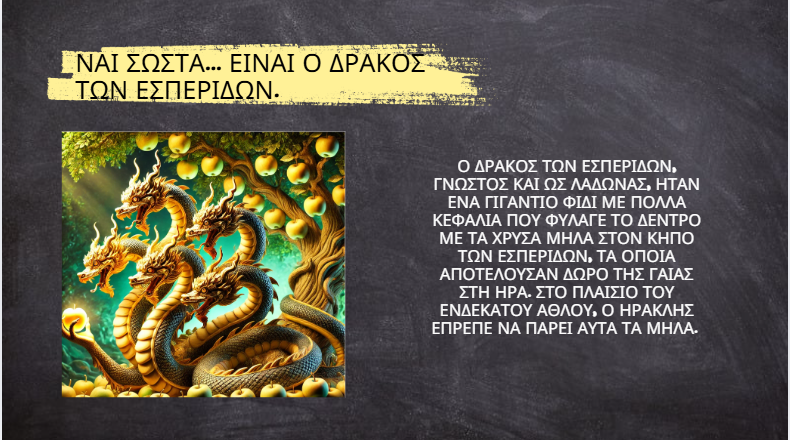 ΝΑΙ ΣΩΣΤΑ... ΕΙΝΑΙ Ο ΔΡΑΚΟΣ
ΤΩΝ ΕΣΠΕΡΙΔΩΝ.
Ο ΔΡΑΚΟΣ ΤΩΝ ΕΣΠΕΡΙΔΩΝ,
ΓΝΩΣΤΟΣ ΚΑΙ ΩΣ ΛΑΔΩΝΑΣ, ΗΤΑΝ
ΕΝΑ ΓΙΓΑΝΤΙΟ ΦΙΔΙ ΜΕ ΠΟΛΛΑ
ΚΕΦΑΛΙΑ ΠΟΥ ΦΥΛΑΓΕ ΤΟ ΔΕΝΤΡΟ
ΜΕ ΤΑ ΧΡΥΣΑ ΜΗΛΑ ΣΤΟΝ ΚΗΠΟ
ΤΩΝ ΕΣΠΕΡΙΔΩΝ, ΤΑ ΟΠΟΙΑ
ΑΠΟΤΕΛΟΥΣΑΝ ΔΩΡΟ ΤΗΣ ΓΑΙΑΣ
ΣΤΗ ΗΡΑ. ΣΤΟ ΠΛΑΙΣΙΟ ΤΟΥ
ΕΝΔΕΚΑΤΟΥ ΑΘΛΟΥ, Ο ΗΡΑΚΛΗΣ
ΕΠΡΕΠΕ ΝΑ ΠΑΡΕΙ ΑΥΤΑ ΤΑ ΜΗΛΑ.